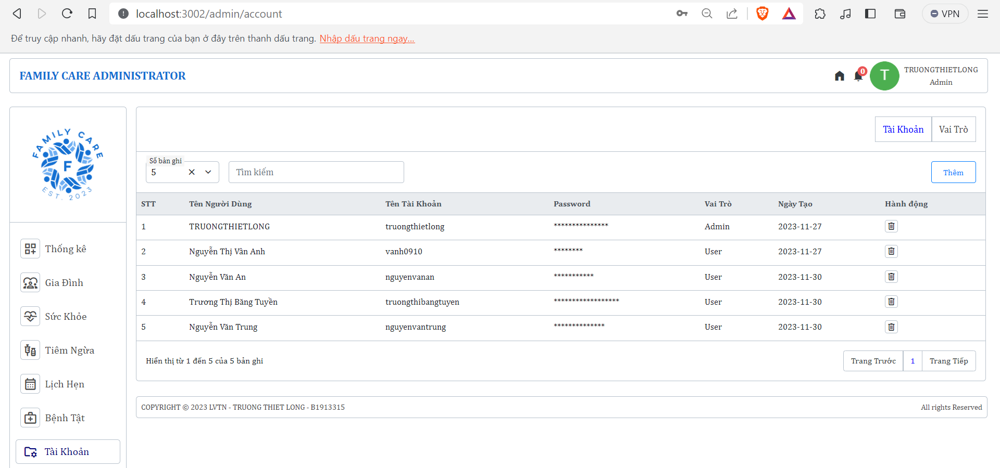 localhost:3002/admin/account
VPN
Để truy cập nhanh, hãy đặt dấu trang của bạn ở đây trên thanh dấu trang. Nhập dấu trang ngay...
FAMILY CARE ADMINISTRATOR
0
T
TRUONGTHIETLONG
Admin
FAMILY CARE
F
EST. 2023
Thống kê
Gia Đình
Sức Khỏe
Tiêm Ngừa
Lịch Hẹn
Bệnh Tật
Tài Khoản
Tài Khoản Vai Trò
Số bản ghi
5
Tìm kiếm
Thêm
STT Tên Người Dùng Tên Tài Khoản Password Vai Trò Ngày Tạo Hành động
1 TRUONGTHIETLONG truongthietlong *************** Admin 2023-11-27
2 Nguyễn Thị Vân Anh vanh0910 ******** User 2023-11-27
3 Nguyễn Văn An nguyenvanan *********** User 2023-11-30
4 Trương Thị Băng Tuyền truongthibangtuyen ****************** User 2023-11-30
5 Nguyễn Văn Trung nguyenvantrung ************** User 2023-11-30
Hiển thị từ 1 đến 5 của 5 bản ghi
Trang Trước 1 Trang Tiếp
COPYRIGHT © 2023 LVTN - TRUONG THIET LONG - B1913315
All rights Reserved